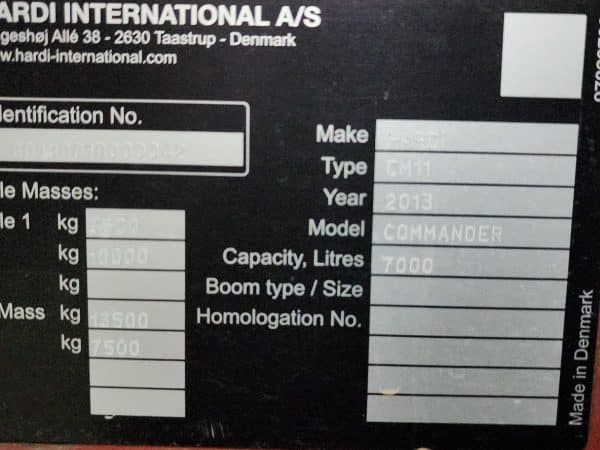 ARDI INTERNATIONAL A/S
geshøj Allé 38 - 2630 Taastrup - Denmark
w.hardi-international.com
dentification No.
le Masses:
le 1 kg
kg 10000
kg
Mass kg 13500
kg 7500
Make HARDI
Type CM11
Year 2013
Model COMMANDER
Capacity, Litres 7000
Boom type / Size
Homologation No.
Made in Denmark